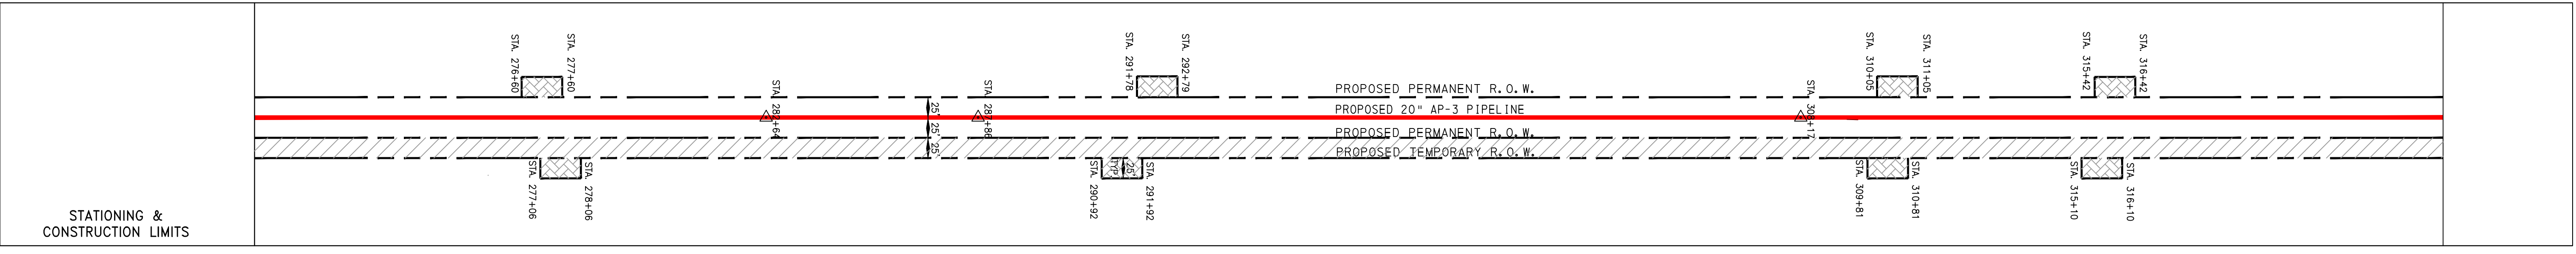 STA. 276+60
STA. 277+60
STA. 291+78
STA. 292+79
STA. 310+05
STA. 311+05
STA. 315+42
STA. 316+42
STA. 282+64
STA. 287+86
STA. 308+17
PROPOSED PERMANENT R.O.W.
PROPOSED 20" AP-3 PIPELINE
PROPOSED PERMANENT R.O.W.
PROPOSED TEMPORARY R.O.W.
25'
25'
25'
25'
TYP.
STA. 277+06
STA. 278+06
STA. 290+92
STA. 291+92
STA. 309+81
STA. 310+81
STA. 315+10
STA. 316+10
STATIONING &
CONSTRUCTION LIMITS